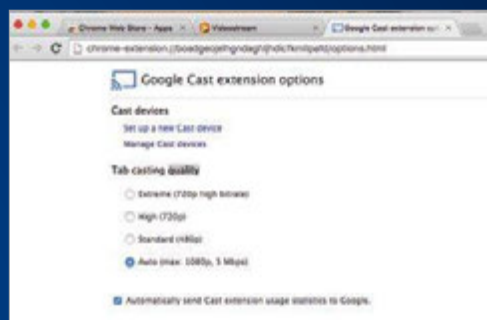 Chrome Web Store - Apps
Videostream
Google Cast extension
Google Cast extension options
Cast devices
Set up a new Cast device
Manage Cast devices
Tab casting quality
Extreme (720p high bitrate)
High (720p)
Standard (480p)
Auto (max: 1080p, 5 Mbps)
Automatically send Cast extension usage statistics to Google.